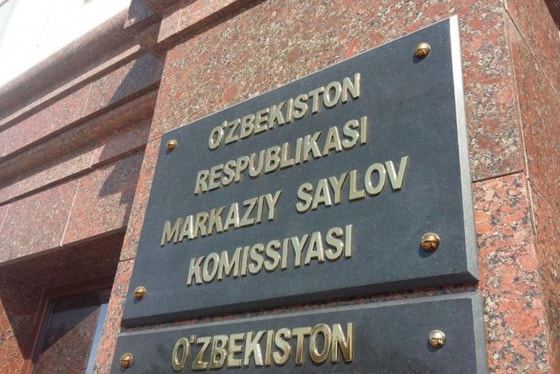 O'ZBEKISTON
RESPUBLIKASI
MARKAZIY SAYLOV
KOMISSIYASI
O'ZBEKISTON